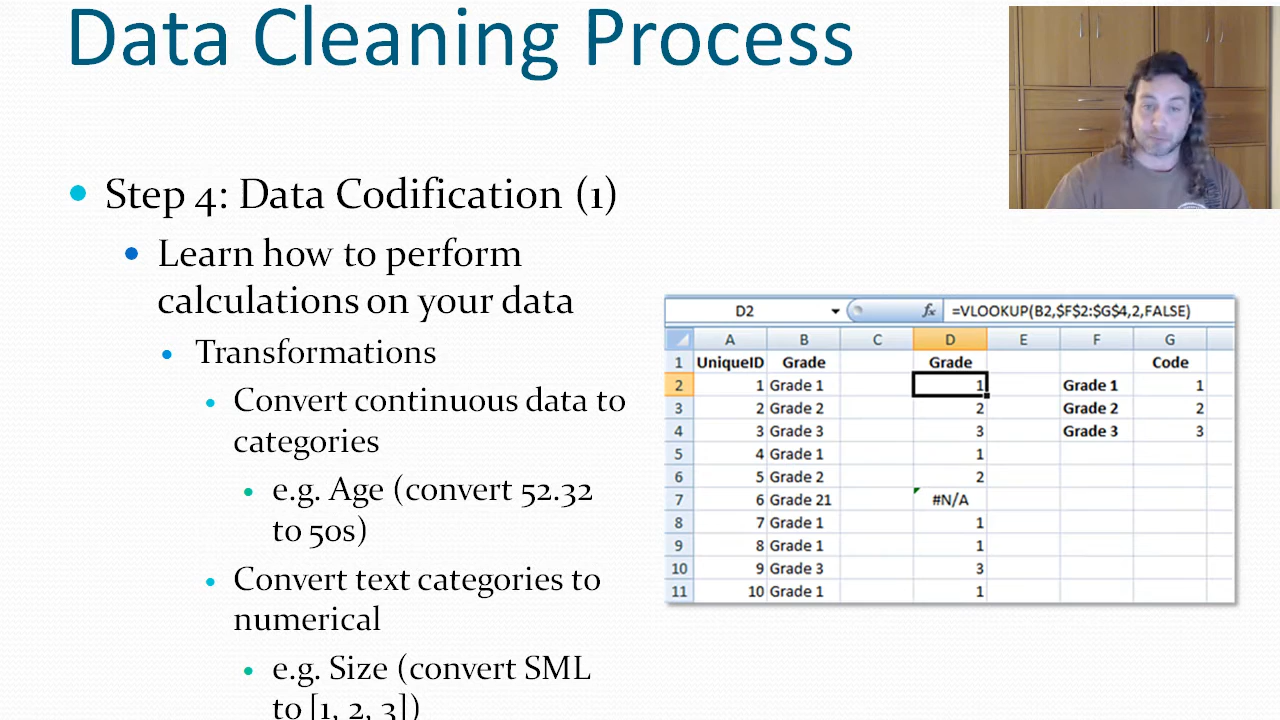 Data Cleaning Process
Step 4: Data Codification (1)
Learn how to perform
calculations on your data
Transformations
Convert continuous data to
categories
e.g. Age (convert 52.32
to 50s)
Convert text categories to
numerical
e.g. Size (convert SML
to [1, 2, 3])
D2 fx =VLOOKUP(B2,$F$2:$G$4,2,FALSE)
A B C D E F G
1 UniqueID Grade Grade Code
2 1 Grade 1 1 Grade 1 1
3 2 Grade 2 2 Grade 2 2
4 3 Grade 3 3 Grade 3 3
5 4 Grade 1 1
6 5 Grade 2 2
7 6 Grade 21 #N/A
8 7 Grade 1 1
9 8 Grade 1 1
10 9 Grade 3 3
11 10 Grade 1 1